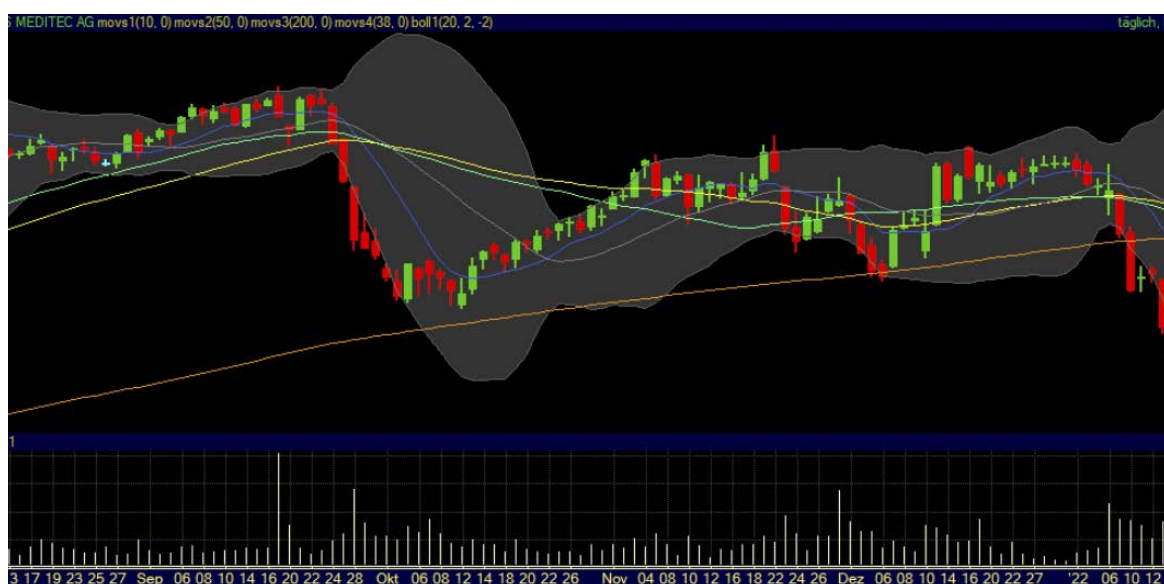 S MEDITEC AG movs1(10, 0) movs2(50, 0) movs3(200, 0) movs4(38, 0) boll1(20, 2, -2) täglich,
1
3 17 19 23 25 27 Sep 06 08 10 14 16 20 22 24 28 Okt 06 08 12 14 18 20 22 26 Nov 04 08 10 12 16 18 22 24 26 Dez 06 08 10 14 16 20 22 27 '22 06 10 12